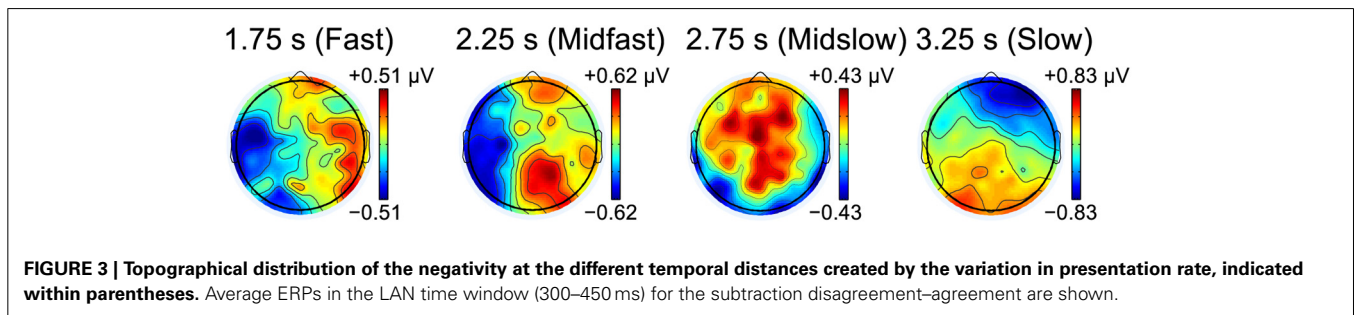 1.75 s (Fast) 2.25 s (Midfast) 2.75 s (Midslow) 3.25 s (Slow)
+0.51 µV +0.62 µV +0.43 µV +0.83 µV
−0.51 −0.62 −0.43 −0.83
FIGURE 3 | Topographical distribution of the negativity at the different temporal distances created by the variation in presentation rate, indicated
within parentheses. Average ERPs in the LAN time window (300–450 ms) for the subtraction disagreement–agreement are shown.